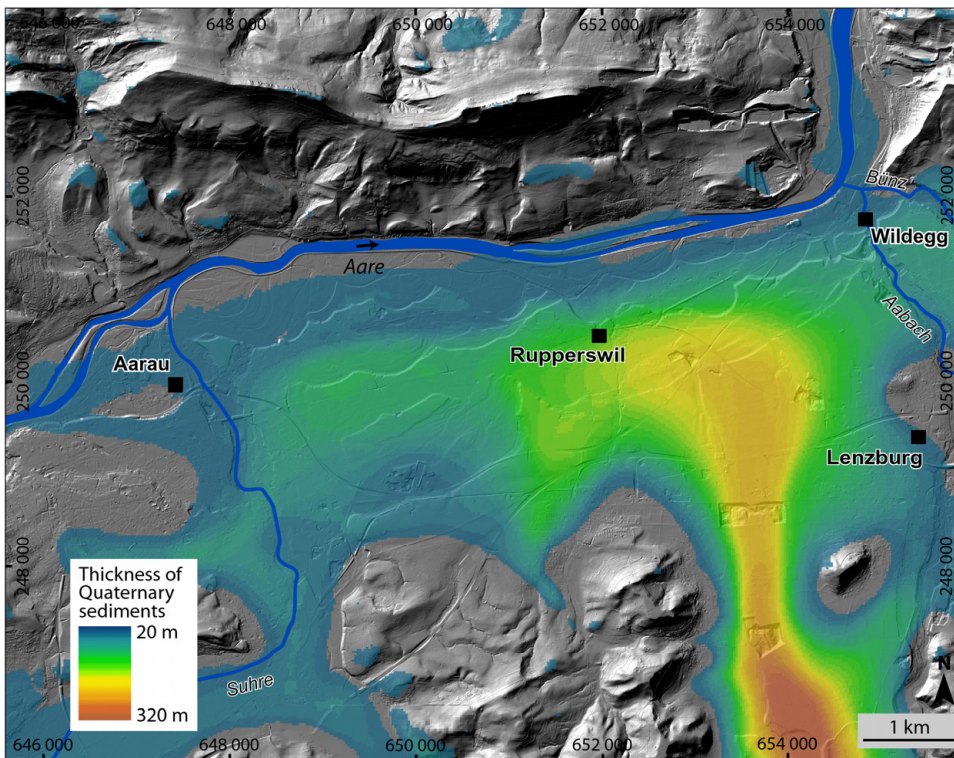 646 000
648 000
650 000
652 000
654 000
252 000
252 000
Bünz
Wildegg
Aare
Aabach
Rupperswil
Aarau
250 000
250 000
Lenzburg
248 000
248 000
Thickness of
Quaternary
sediments
20 m
320 m
Suhre
N
1 km
646 000
648 000
650 000
652 000
654 000